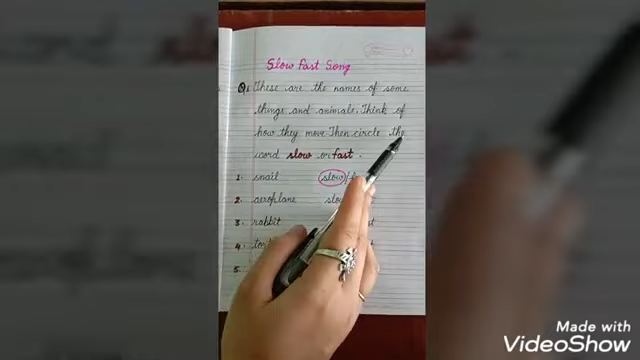 Slow Fast Song
Q1 These are the names of some
things and animals. Think of
how they move. Then circle the
word slow or fast.
1. snail slow/
2. aeroplane
3. rabbit
4.
5.
Made with
VideoShow